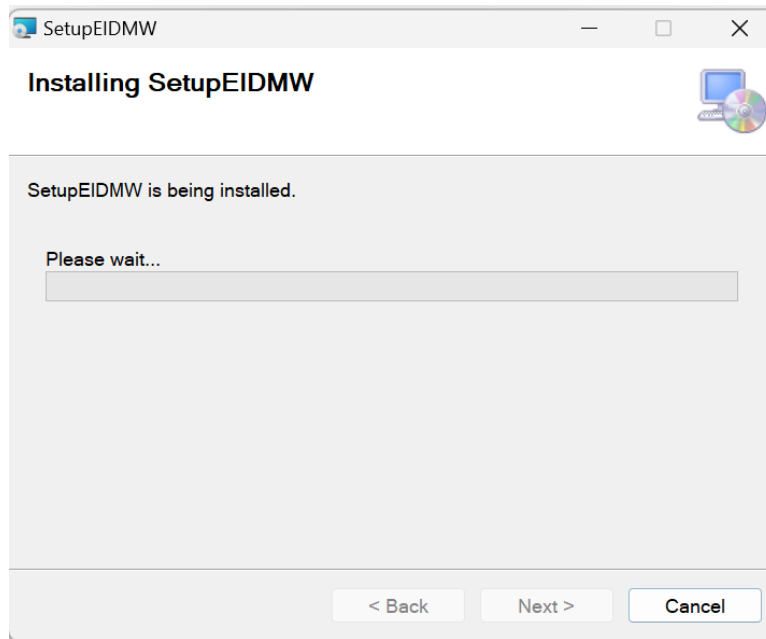 SetupEIDMW
Installing SetupEIDMW
SetupEIDMW is being installed.
Please wait...
< Back
Next >
Cancel